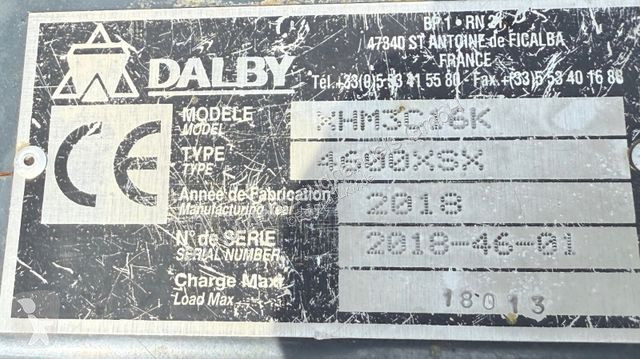 BP 1 • RN 21
47340 ST ANTOINE de FICALBA
FRANCE
DALBY
Tél. +33(0)5 53 41 55 80 - Fax. +(33)5 53 40 16 86
CE
MODELE
MODEL
XHM3C16K
TYPE
TYPE
4600XSX
Année de Fabrication
Manufacturing Year
2018
N° de SERIE
SERIAL NUMBER
2018-46-01
Charge Max.
Load Max.
18013